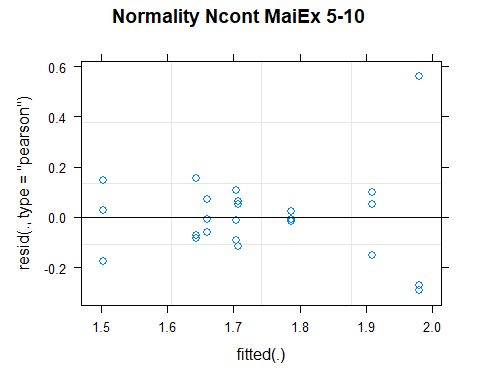 Normality Ncont MaiEx 5-10
resid(., type = "pearson")
0.6
0.4
0.2
0.0
-0.2
1.5 1.6 1.7 1.8 1.9 2.0
fitted(.)